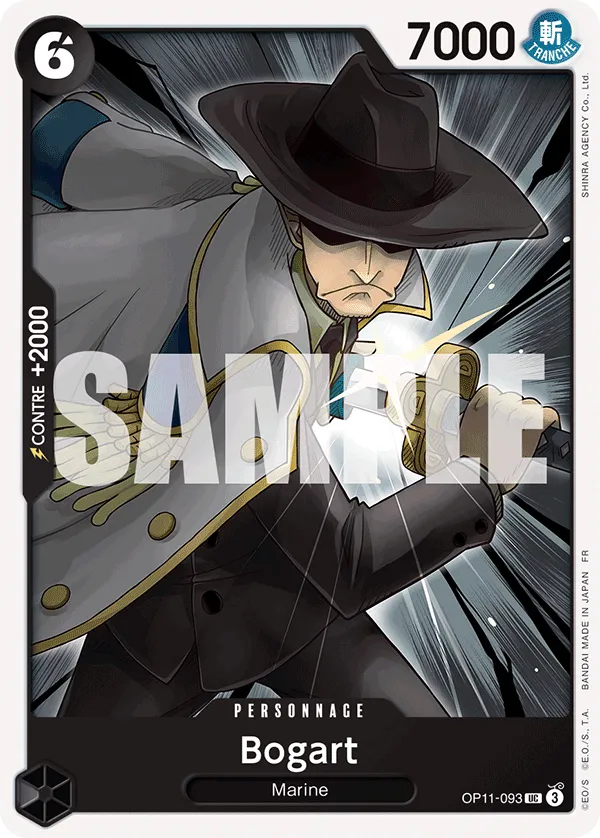 6
7000
斬
TRANCHE
SHINRA AGENCY Co., Ltd.
CONTRE +2000
SAMPLE
BANDAI MADE IN JAPAN FR
©E.O./S., T.A.
©EO/S
PERSONNAGE
Bogart
Marine
OP11-093 UC 3